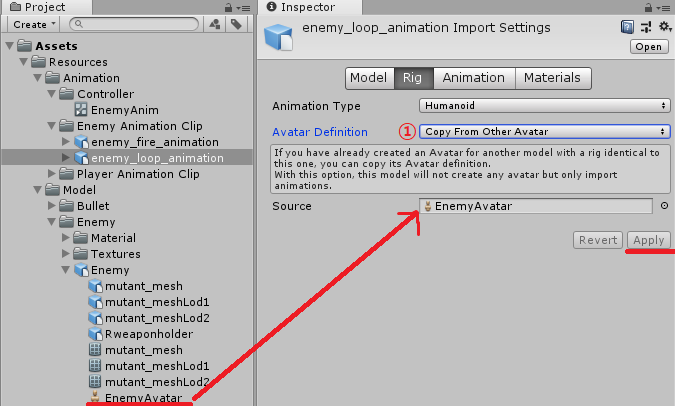 Project
Create
Assets
Resources
Animation
Controller
EnemyAnim
Enemy Animation Clip
enemy_fire_animation
enemy_loop_animation
Player Animation Clip
Model
Bullet
Enemy
Material
Textures
Enemy
mutant_mesh
mutant_meshLod1
mutant_meshLod2
Rweaponholder
mutant_mesh
mutant_meshLod1
mutant_meshLod2
EnemyAvatar
Inspector
enemy_loop_animation Import Settings
Open
Model Rig Animation Materials
Animation Type Humanoid
Avatar Definition ① Copy From Other Avatar
If you have already created an Avatar for another model with a rig identical to
this one, you can copy its Avatar definition.
With this option, this model will not create any avatar but only import
animations.
Source EnemyAvatar
Revert Apply